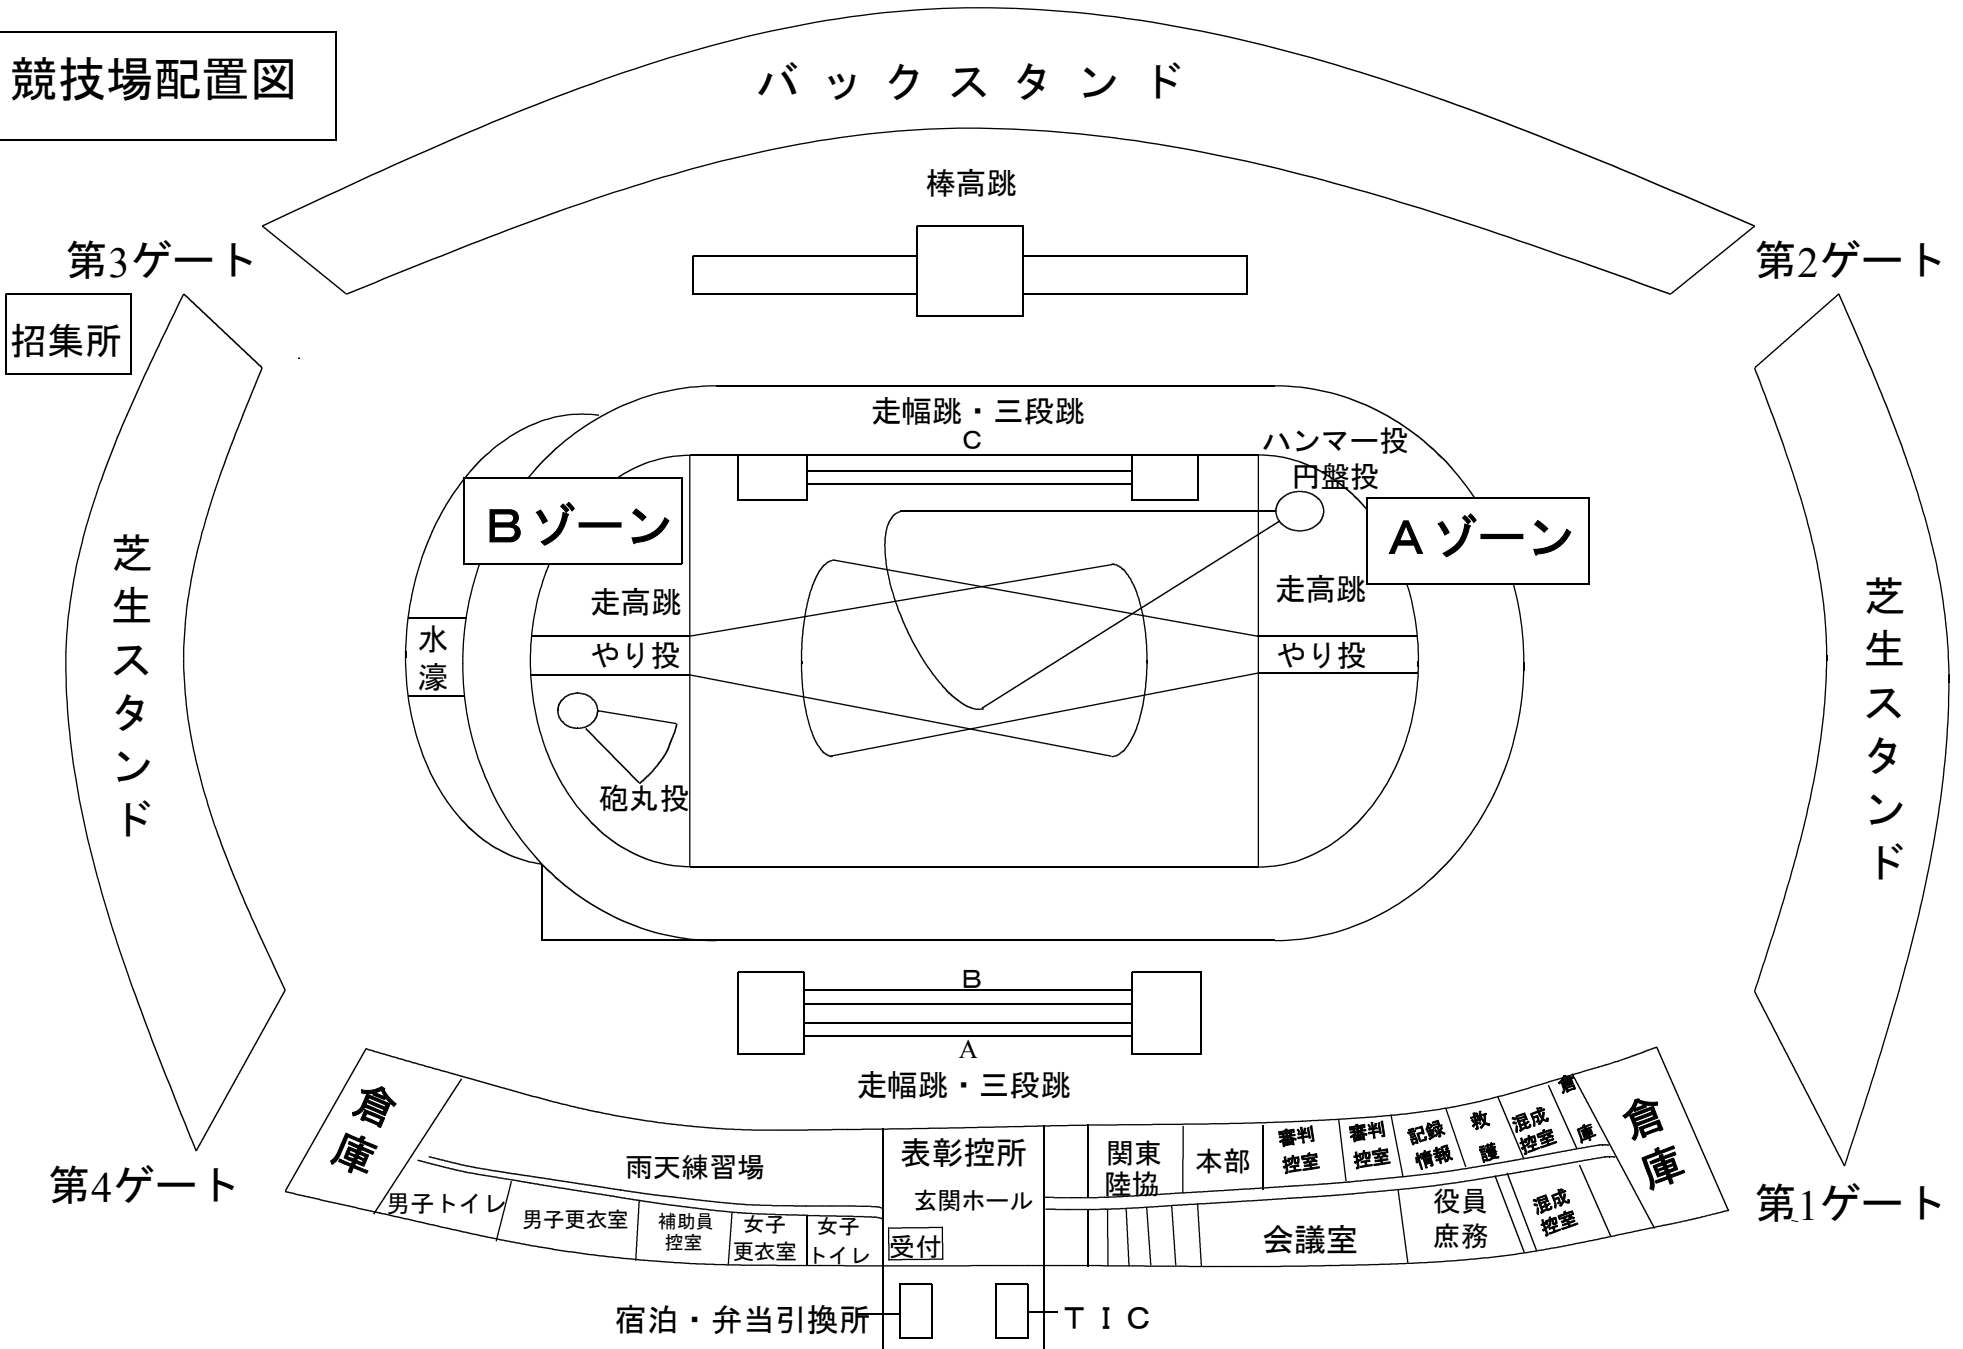 競技場配置図
バックスタンド
棒高跳
第3ゲート
第2ゲート
招集所
走幅跳・三段跳
C
ハンマー投
円盤投
Bゾーン
Aゾーン
芝生スタンド
芝生スタンド
走高跳
走高跳
水濠
やり投
やり投
砲丸投
B
A
走幅跳・三段跳
倉庫
雨天練習場
表彰控所
関東
陸協
本部
審判
控室
審判
控室
記録
情報
救護
混成
控室
倉庫
倉庫
第4ゲート
第1ゲート
男子トイレ
男子更衣室
補助員
控室
女子
更衣室
女子
トイレ
玄関ホール
受付
会議室
役員
庶務
混成
控室
宿泊・弁当引換所
TIC